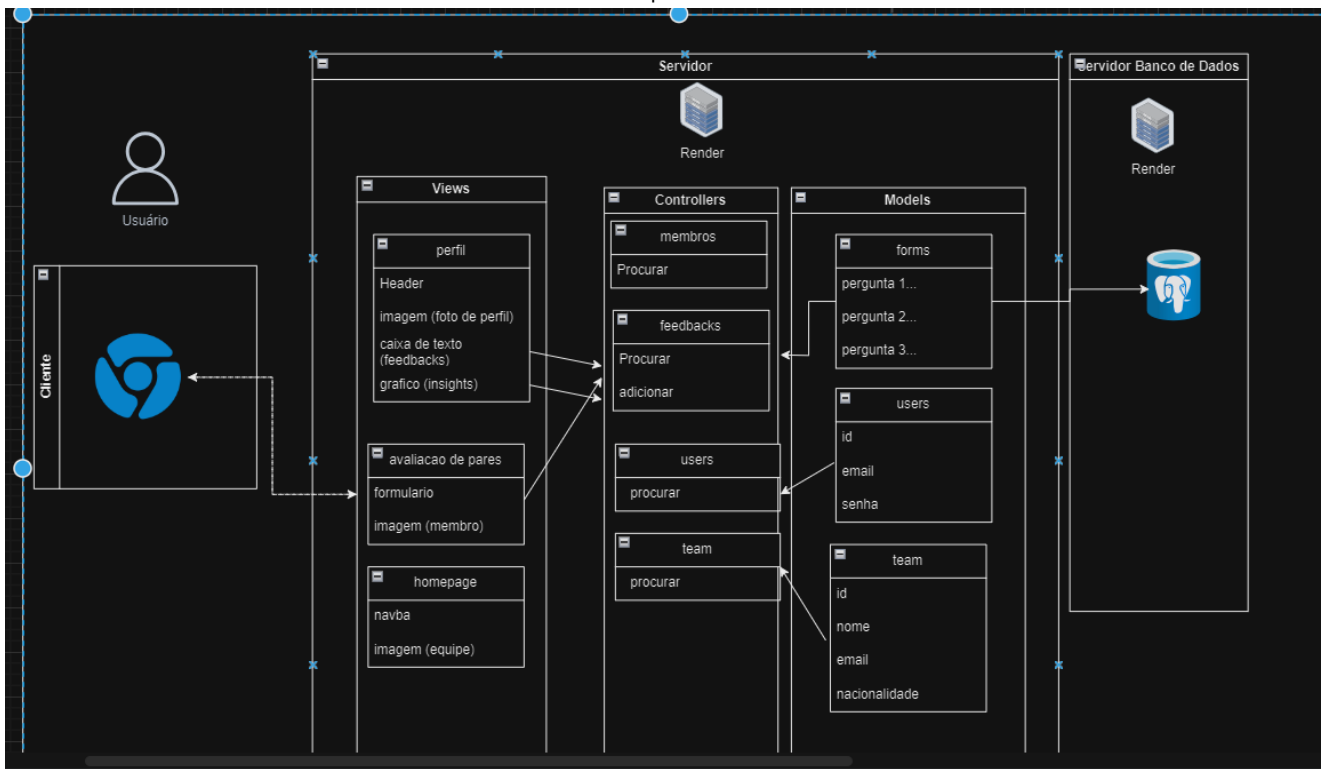 Servidor
Servidor Banco de Dados
Render
Render
Usuário
Cliente
Views
perfil
Header
imagem (foto de perfil)
caixa de texto
(feedbacks)
grafico (insights)
avaliacao de pares
formulario
imagem (membro)
homepage
navba
imagem (equipe)
Controllers
membros
Procurar
feedbacks
Procurar
adicionar
users
procurar
team
procurar
Models
forms
pergunta 1...
pergunta 2...
pergunta 3...
users
id
email
senha
team
id
nome
email
nacionalidade